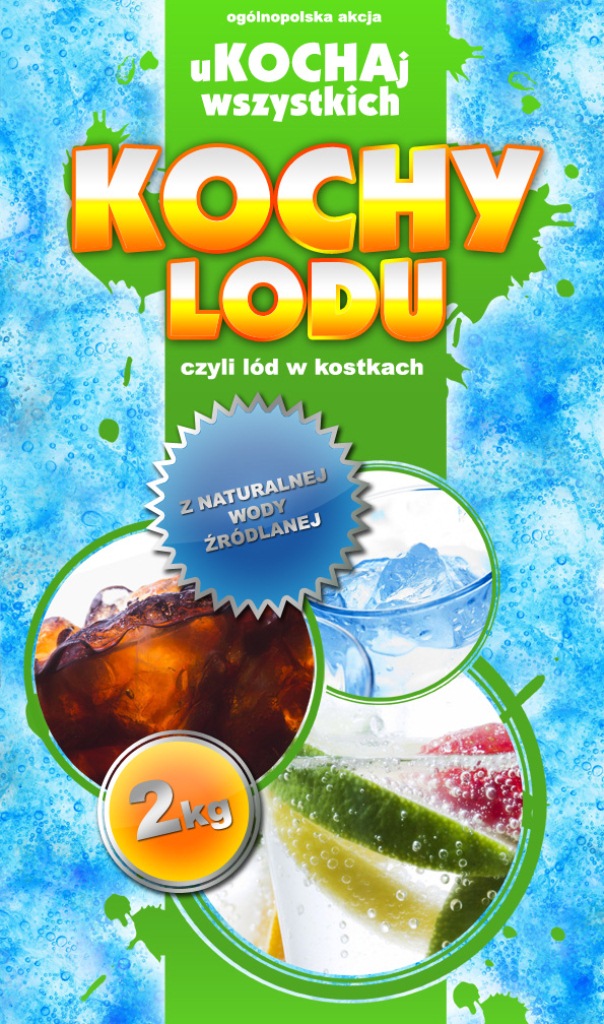 ogólnopolska akcja
uKOCHAj
wszystkich
KOCHY
LODU
czyli lód w kostkach
Z NATURALNEJ
WODY
ŹRÓDLANEJ
2kg